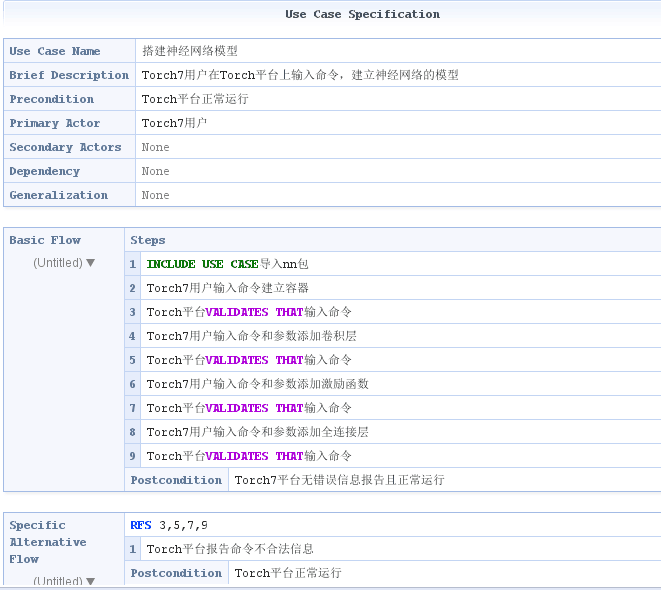 Use Case Specification
Use Case Name 搭建神经网络模型
Brief Description Torch7用户在Torch平台上输入命令，建立神经网络的模型
Precondition Torch平台正常运行
Primary Actor Torch7用户
Secondary Actors None
Dependency None
Generalization None
Basic Flow Steps
(Untitled) ▼
1 INCLUDE USE CASE导入nn包
2 Torch7用户输入命令建立容器
3 Torch平台VALIDATES THAT输入命令
4 Torch7用户输入命令和参数添加卷积层
5 Torch平台VALIDATES THAT输入命令
6 Torch7用户输入命令和参数添加激励函数
7 Torch平台VALIDATES THAT输入命令
8 Torch7用户输入命令和参数添加全连接层
9 Torch平台VALIDATES THAT输入命令
Postcondition Torch7平台无错误信息报告且正常运行
Specific Alternative Flow
(Untitled) ▼
RFS 3,5,7,9
1 Torch平台报告命令不合法信息
Postcondition Torch平台正常运行